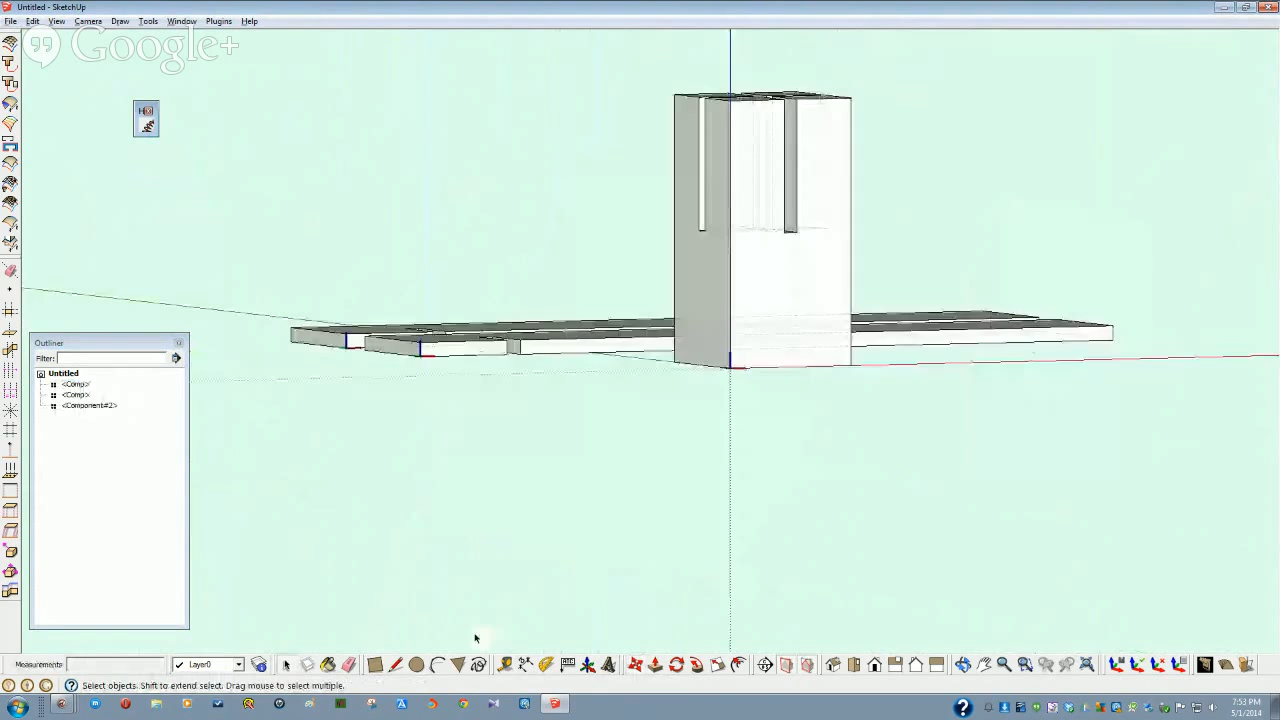 Untitled - SketchUp
File Edit View Camera Draw Tools Window Plugins Help
Google+
Outliner
Filter:
Untitled
<Comp>
<Comp>
<Component#2>
Measurements
Layer0
Select objects. Shift to extend select. Drag mouse to select multiple.
7:53 PM
5/1/2014